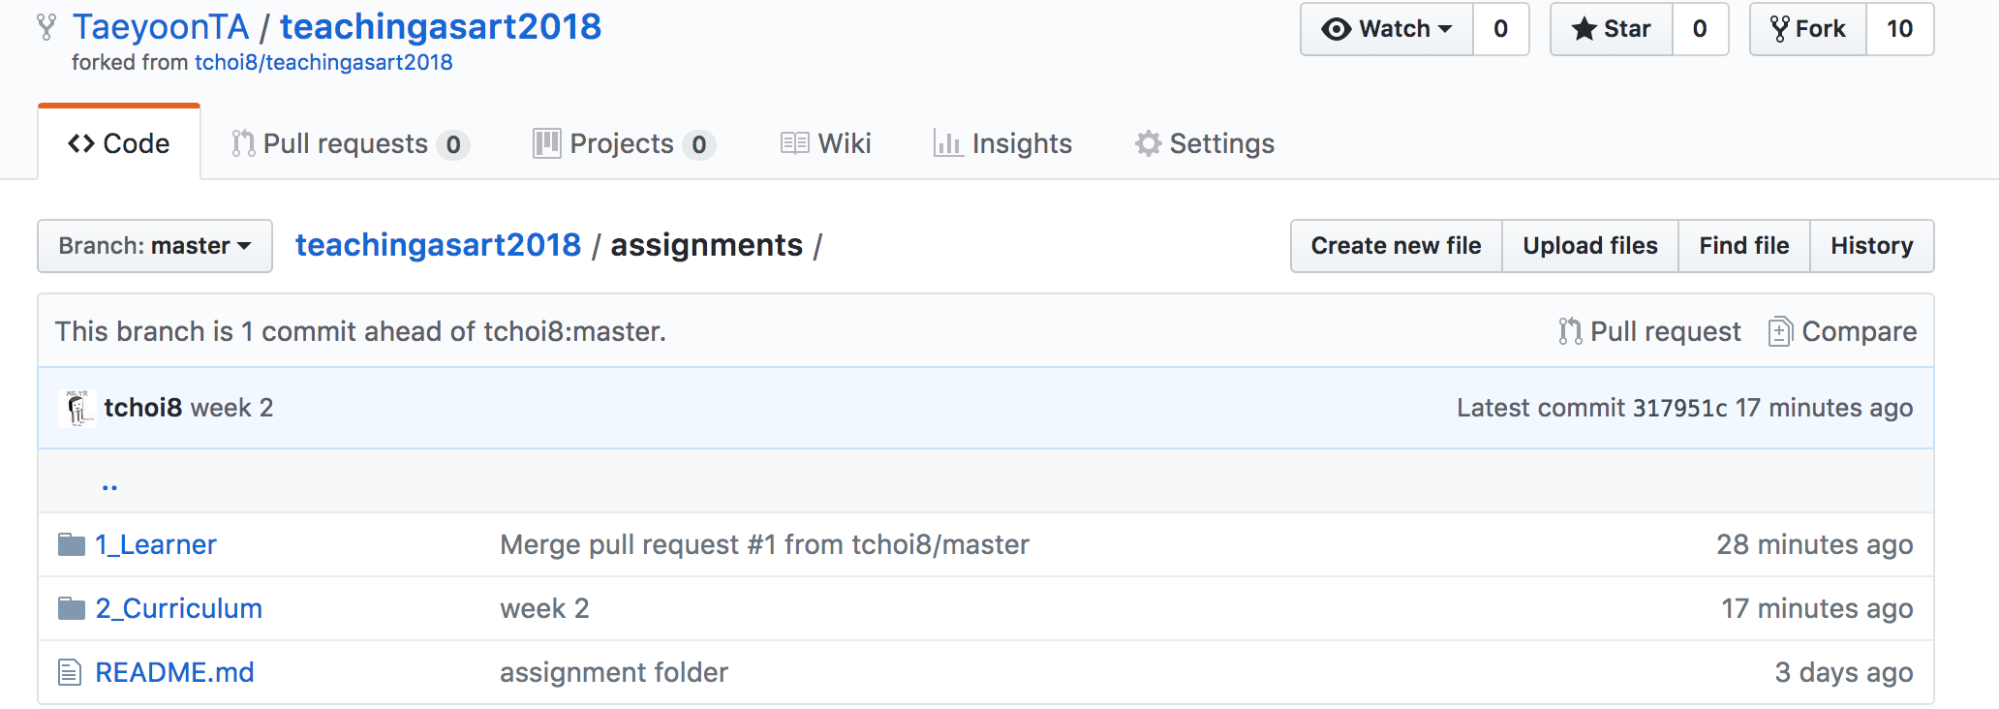 TaeyoonTA / teachingasart2018
forked from tchoi8/teachingasart2018
Watch 0 Star 0 Fork 10
Code Pull requests 0 Projects 0 Wiki Insights Settings
Branch: master teachingasart2018 / assignments / Create new file Upload files Find file History
This branch is 1 commit ahead of tchoi8:master. Pull request Compare
tchoi8 week 2 Latest commit 317951c 17 minutes ago
..
1_Learner Merge pull request #1 from tchoi8/master 28 minutes ago
2_Curriculum week 2 17 minutes ago
README.md assignment folder 3 days ago